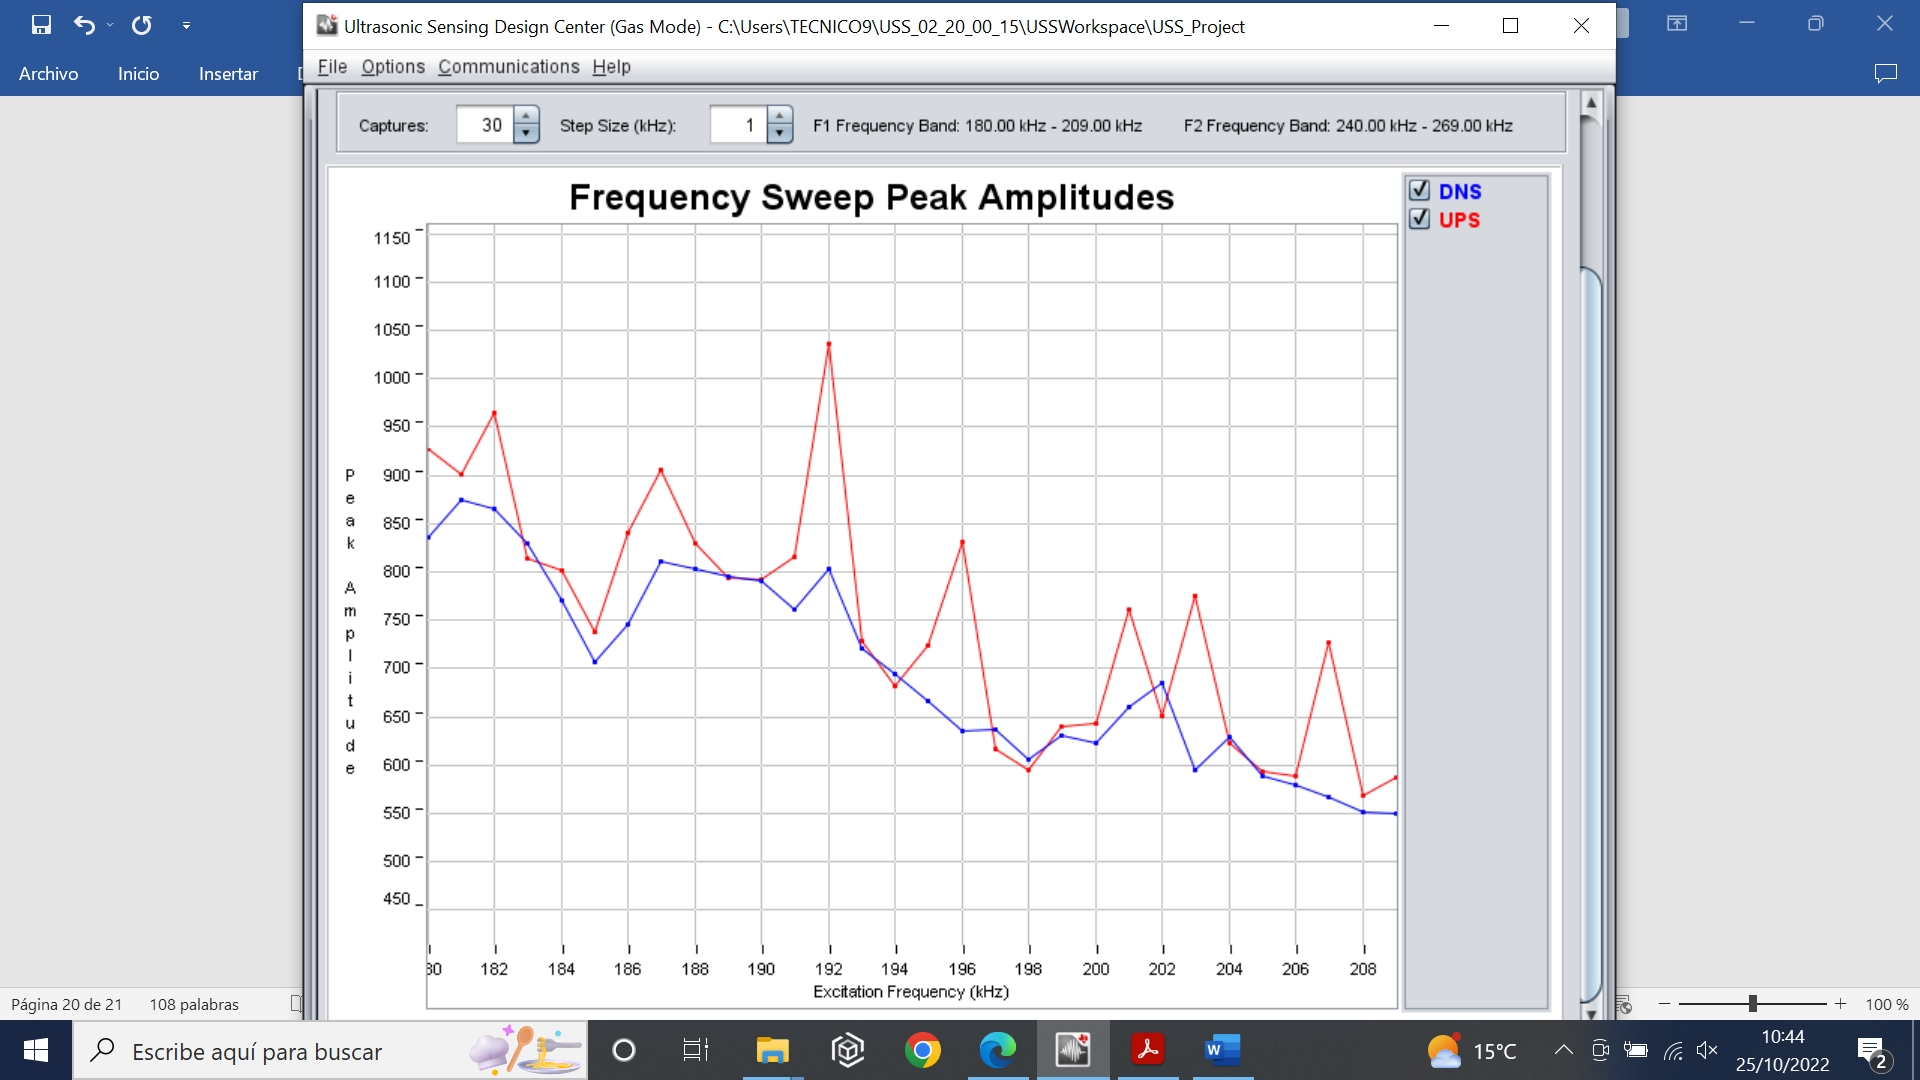 Ultrasonic Sensing Design Center (Gas Mode) - C:\Users\TECNICO9\USS_02_20_00_15\USSWorkspace\USS_Project
Archivo Inicio Insertar
File Options Communications Help
Captures: 30 Step Size (kHz): 1 F1 Frequency Band: 180.00 kHz - 209.00 kHz F2 Frequency Band: 240.00 kHz - 269.00 kHz
Frequency Sweep Peak Amplitudes
DNS
UPS
1150
1100
1050
1000
950
900
850
800
750
700
650
600
550
500
450
Peak Amplitude
182 184 186 188 190 192 194 196 198 200 202 204 206 208
Excitation Frequency (kHz)
Página 20 de 21 108 palabras 100 %
Escribe aquí para buscar
15°C
10:44
25/10/2022
2